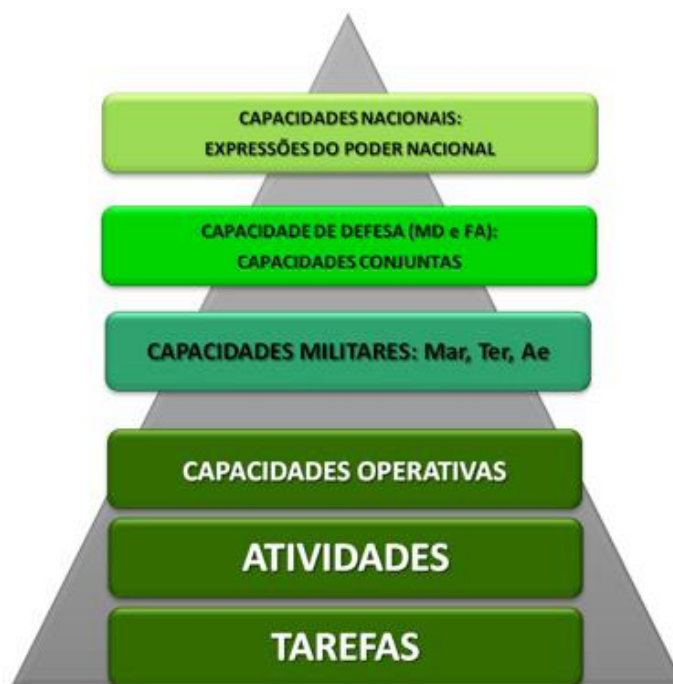 CAPACIDADES NACIONAIS:
EXPRESSÕES DO PODER NACIONAL
CAPACIDADE DE DEFESA (MD e FA):
CAPACIDADES CONJUNTAS
CAPACIDADES MILITARES: Mar, Ter, Ae
CAPACIDADES OPERATIVAS
ATIVIDADES
TAREFAS